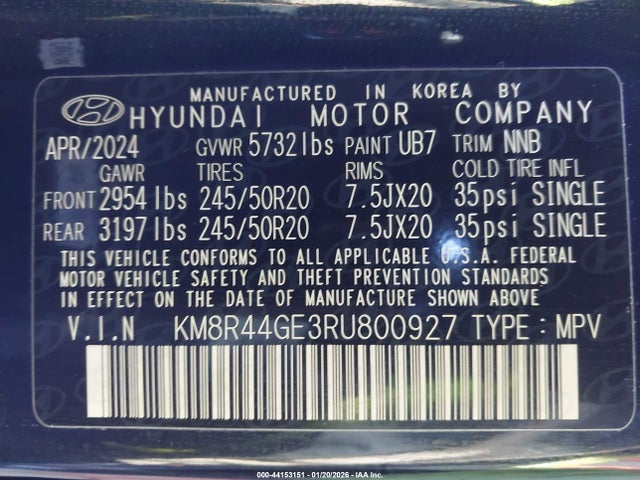 MANUFACTURED IN KOREA BY
HYUNDAI MOTOR COMPANY
APR/2024 GVWR 5732lbs PAINT UB7 TRIM NNB
GAWR TIRES RIMS COLD TIRE INFL
FRONT 2954 lbs 245/50R20 7.5JX20 35psi SINGLE
REAR 3197 lbs 245/50R20 7.5JX20 35psi SINGLE
THIS VEHICLE CONFORMS TO ALL APPLICABLE U.S.A. FEDERAL
MOTOR VEHICLE SAFETY AND THEFT PREVENTION STANDARDS
IN EFFECT ON THE DATE OF MANUFACTURE SHOWN ABOVE
V.I.N KM8R44GE3RU800927 TYPE : MPV
000-44153151 - 01/20/2026 - IAA Inc.